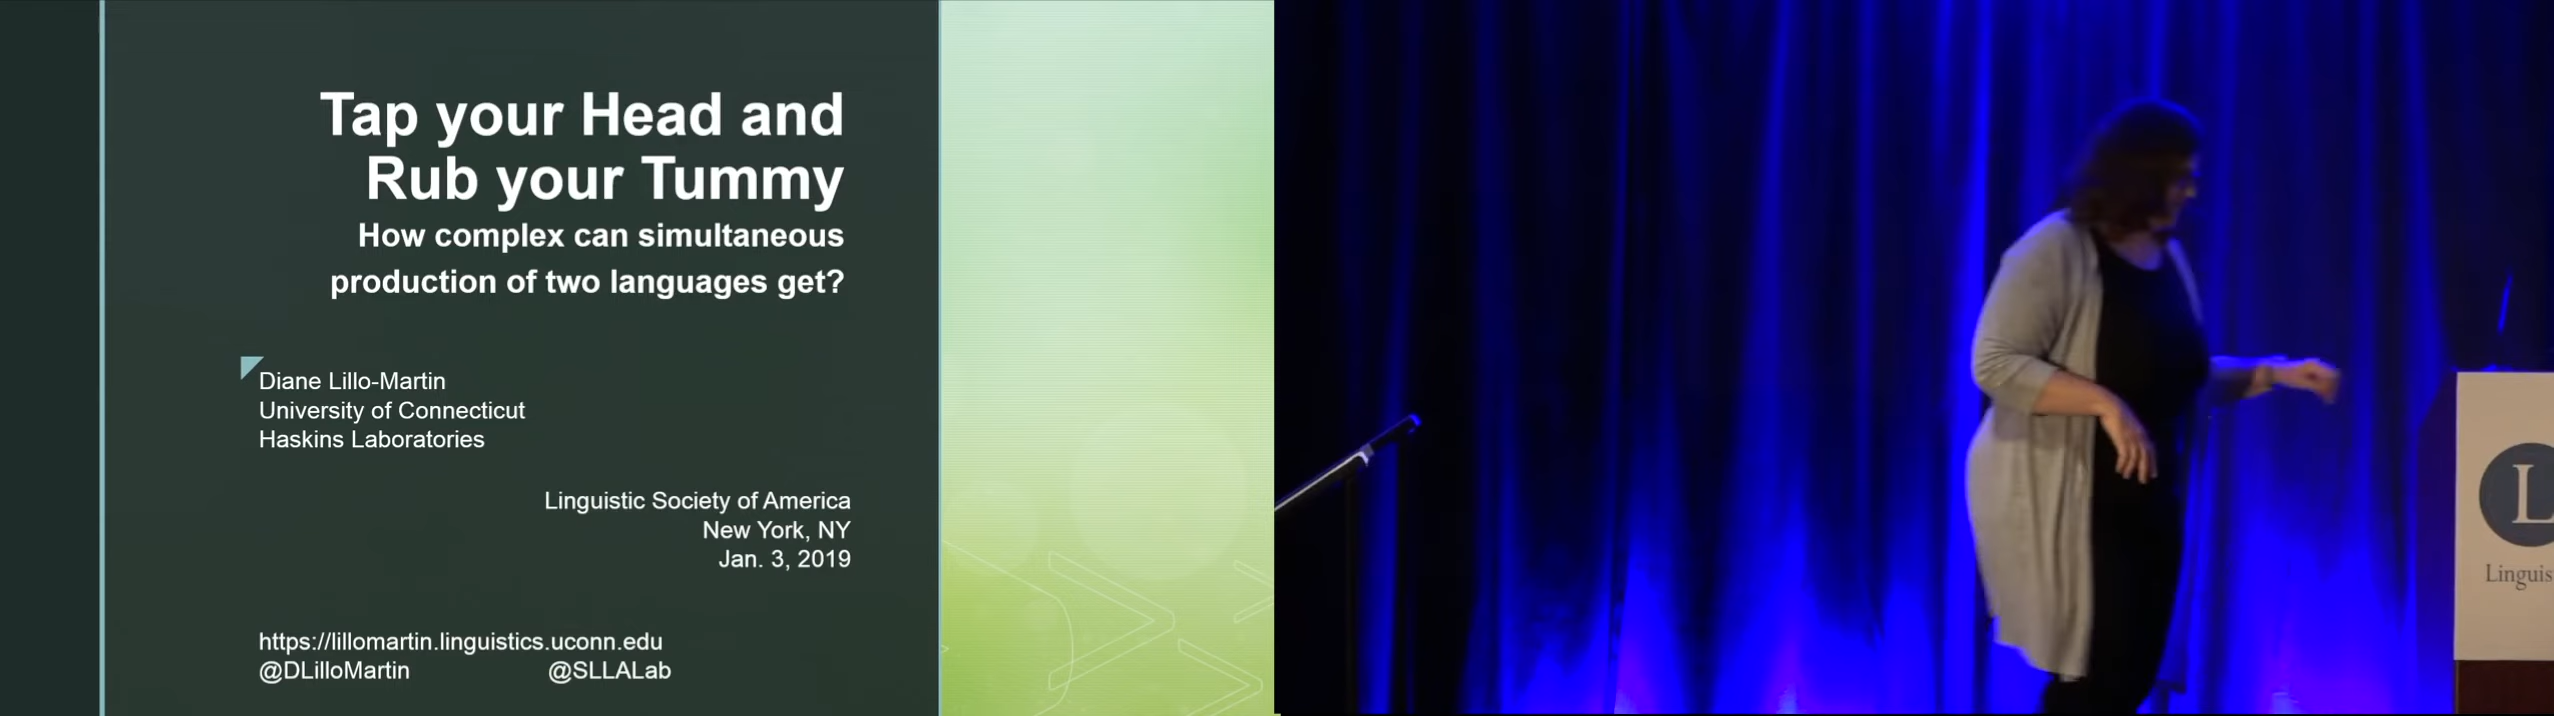 Tap your Head and
Rub your Tummy
How complex can simultaneous
production of two languages get?
Diane Lillo-Martin
University of Connecticut
Haskins Laboratories
Linguistic Society of America
New York, NY
Jan. 3, 2019
https://lillomartin.linguistics.uconn.edu
@DLilloMartin @SLLALab
L
Linguis